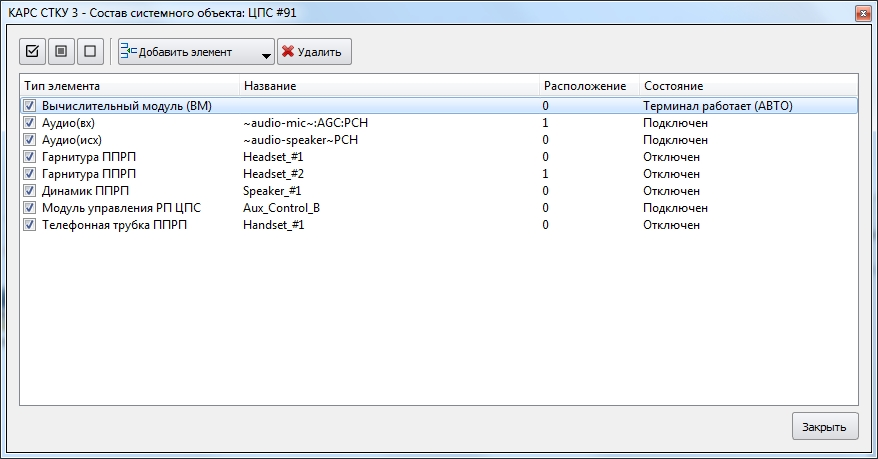 КАРС СТКУ 3 - Состав системного объекта: ЦПС #91
Добавить элемент Удалить
Тип элемента Название Расположение Состояние
Вычислительный модуль (ВМ) 0 Терминал работает (АВТО)
Аудио(вх) ~audio-mic~:AGC:PCH 1 Подключен
Аудио(исх) ~audio-speaker~PCH 0 Подключен
Гарнитура ППРП Headset_#1 0 Отключен
Гарнитура ППРП Headset_#2 1 Отключен
Динамик ППРП Speaker_#1 0 Отключен
Модуль управления РП ЦПС Aux_Control_B 0 Подключен
Телефонная трубка ППРП Handset_#1 0 Отключен
Закрыть